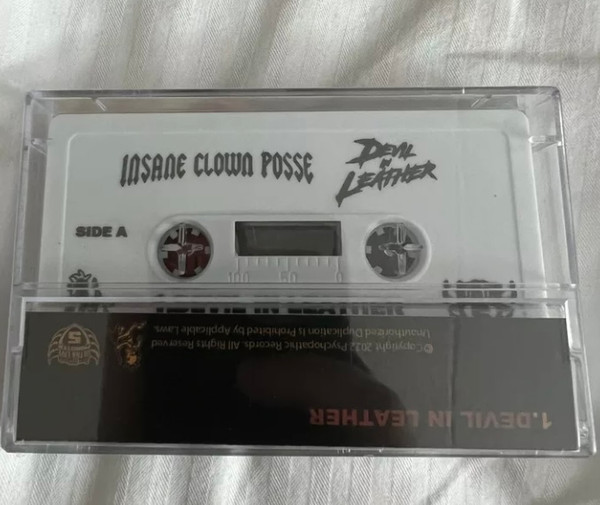 INSANE CLOWN POSSE
DEVIL IN LEATHER
SIDE A
100 50 0
1.DEVIL IN LEATHER
© Copyright 2022 Psychopathic Records. All Rights Reserved
Unauthorized Duplication Is Prohibited by Applicable Laws.
5